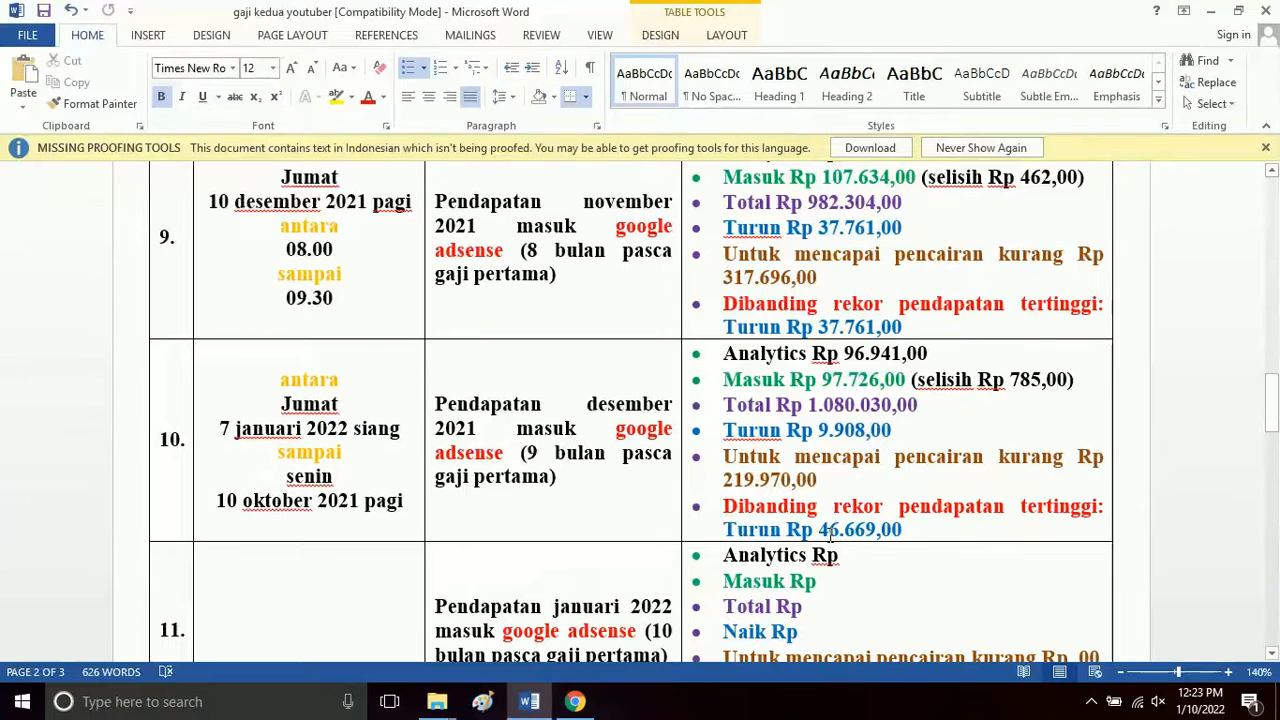 gaji kedua youtuber [Compatibility Mode] - Microsoft Word
TABLE TOOLS
FILE HOME INSERT DESIGN PAGE LAYOUT REFERENCES MAILINGS REVIEW VIEW DESIGN LAYOUT Sign in
Paste
Cut
Copy
Format Painter
Clipboard
Times New Ro 12
Font
Paragraph
AaBbCcDc AaBbCcDc AaBbC AaBbCc AaBbC AaBbCcD AaBbCcDc AaBbCcDc
¶ Normal ¶ No Spac... Heading 1 Heading 2 Title Subtitle Subtle Em... Emphasis
Styles
Find
Replace
Select
Editing
MISSING PROOFING TOOLS This document contains text in Indonesian which isn't being proofed. You may be able to get proofing tools for this language. Download Never Show Again
9.
Jumat
10 desember 2021 pagi
antara
08.00
sampai
09.30
Pendapatan november
2021 masuk google
adsense (8 bulan pasca
gaji pertama)
Masuk Rp 107.634,00 (selisih Rp 462,00)
Total Rp 982.304,00
Turun Rp 37.761,00
Untuk mencapai pencairan kurang Rp
317.696,00
Dibanding rekor pendapatan tertinggi:
Turun Rp 37.761,00
10.
antara
Jumat
7 januari 2022 siang
sampai
senin
10 oktober 2021 pagi
Pendapatan desember
2021 masuk google
adsense (9 bulan pasca
gaji pertama)
Analytics Rp 96.941,00
Masuk Rp 97.726,00 (selisih Rp 785,00)
Total Rp 1.080.030,00
Turun Rp 9.908,00
Untuk mencapai pencairan kurang Rp
219.970,00
Dibanding rekor pendapatan tertinggi:
Turun Rp 46.669,00
11.
Pendapatan januari 2022
masuk google adsense (10
bulan pasca gaji pertama)
Analytics Rp
Masuk Rp
Total Rp
Naik Rp
Untuk mencapai pencairan kurang Rp ,00
PAGE 2 OF 3 626 WORDS 140%
Type here to search
12:23 PM
1/10/2022